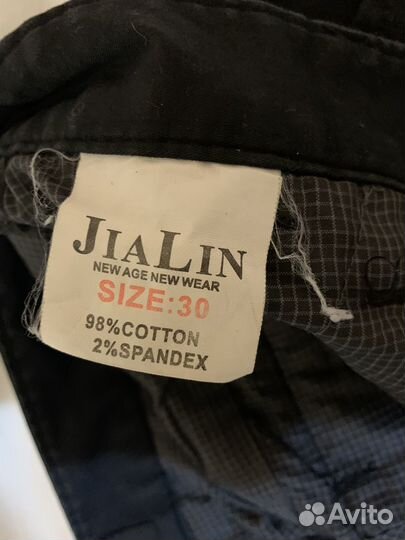 JIALIN
NEW AGE NEW WEAR
SIZE:30
98%COTTON
2%SPANDEX
Avito